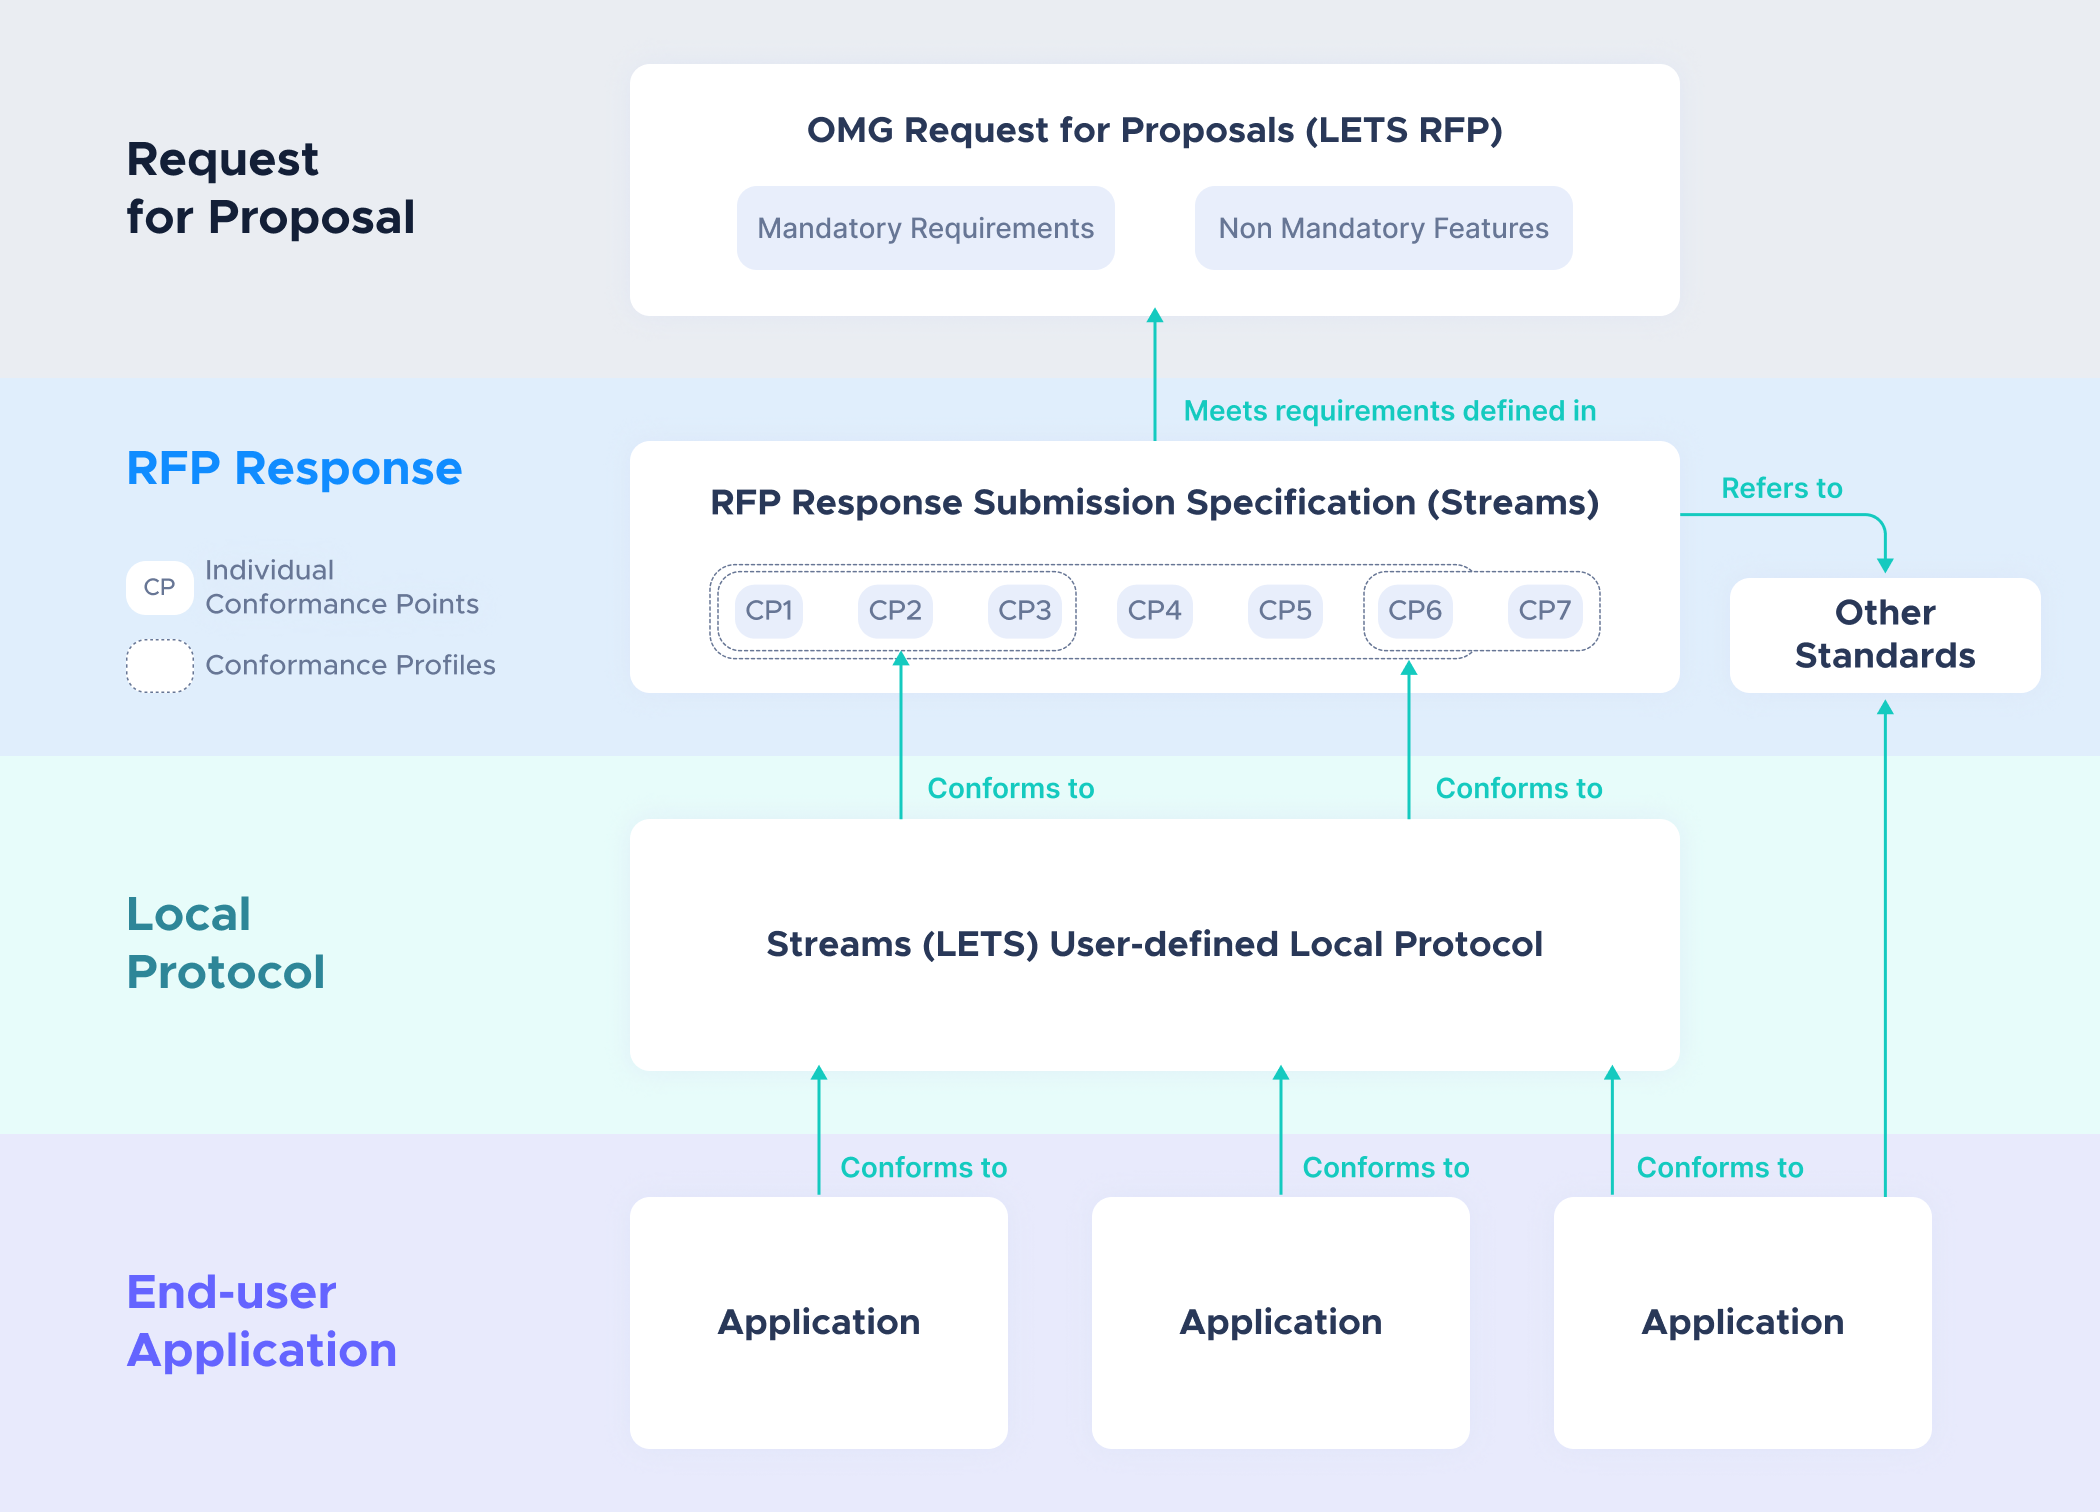 Request
for Proposal
OMG Request for Proposals (LETS RFP)
Mandatory Requirements
Non Mandatory Features
Meets requirements defined in
RFP Response
CP
Individual
Conformance Points
Conformance Profiles
RFP Response Submission Specification (Streams)
CP1
CP2
CP3
CP4
CP5
CP6
CP7
Refers to
Other
Standards
Conforms to
Conforms to
Local
Protocol
Streams (LETS) User-defined Local Protocol
Conforms to
Conforms to
Conforms to
End-user
Application
Application
Application
Application